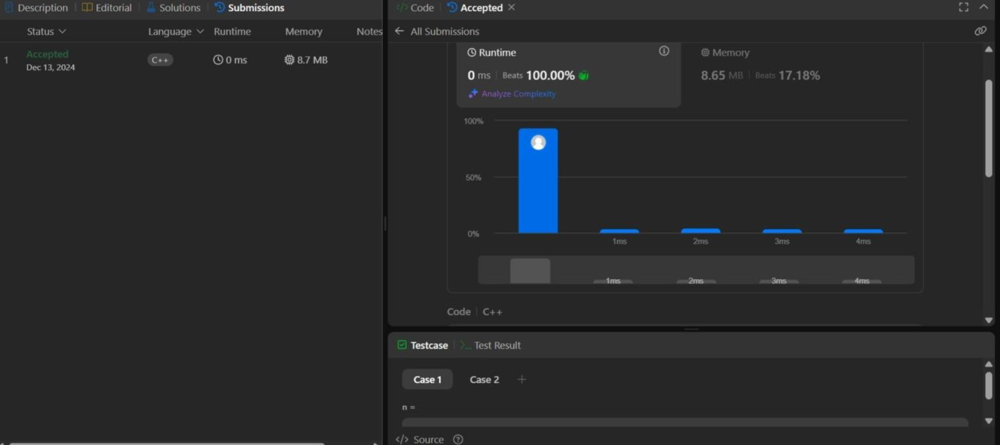 Description Editorial Solutions Submissions
Status Language Runtime Memory Notes
1 Accepted C++ 0 ms 8.7 MB
Dec 13, 2024
Code Accepted
All Submissions
Runtime Memory
0 ms Beats 100.00% 8.65 MB Beats 17.18%
Analyze Complexity
100%
50%
0%
1ms 2ms 3ms 4ms
1ms 2ms 3ms 4ms
Code C++
Testcase >_ Test Result
Case 1 Case 2 +
n =
</> Source